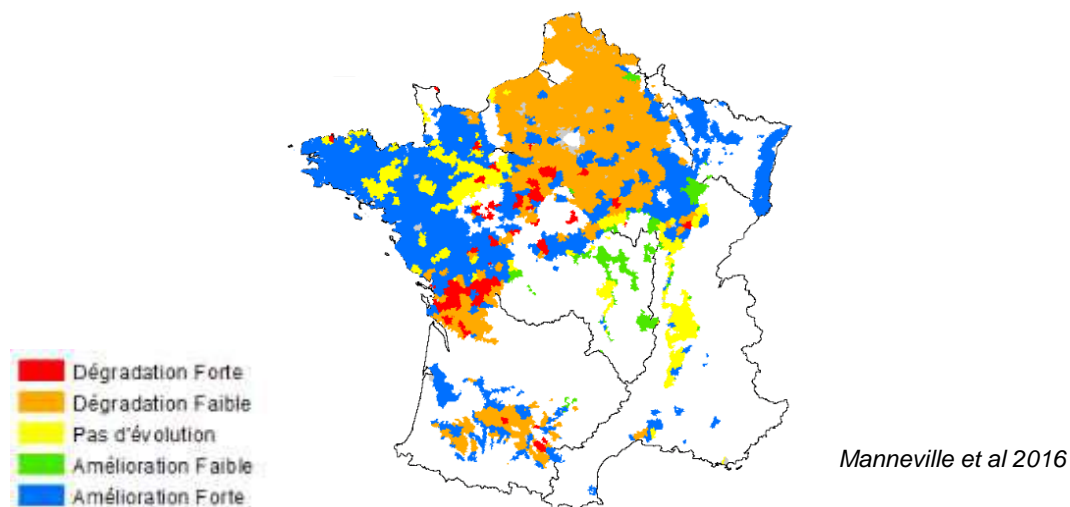 Dégradation Forte
Dégradation Faible
Pas d'évolution
Amélioration Faible
Amélioration Forte
Manneville et al 2016